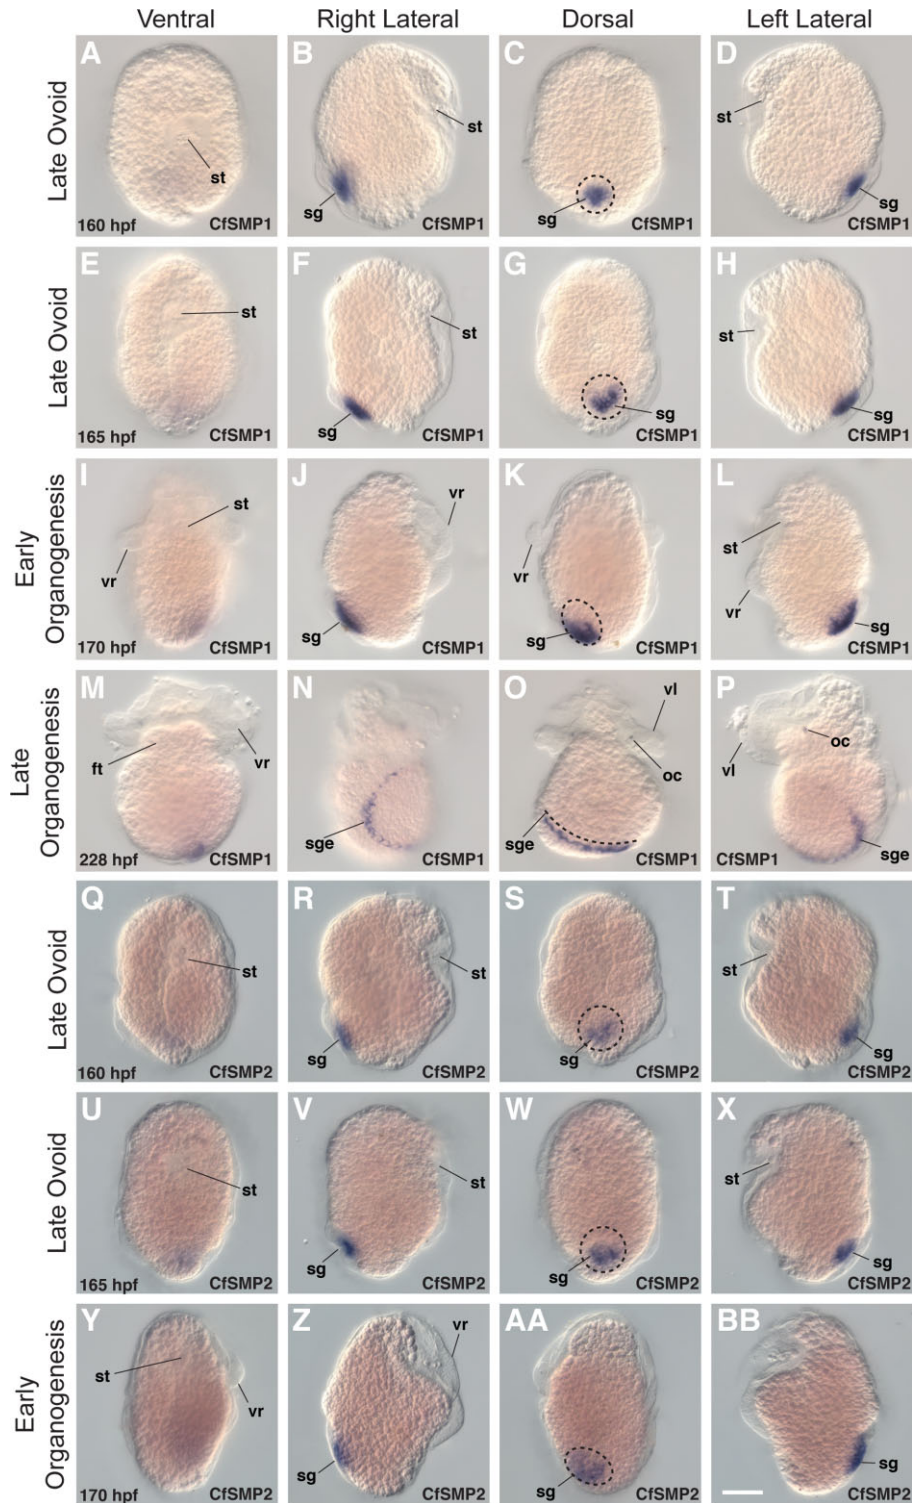 Ventral Right Lateral Dorsal Left Lateral
Late Ovoid
A B C D
st st st
st
sg sg sg
160 hpf CfSMP1 CfSMP1 CfSMP1 CfSMP1
Late Ovoid
E F G H
st st st
sg sg sg
165 hpf CfSMP1 CfSMP1 CfSMP1 CfSMP1
Early
Organogenesis
I J K L
st vr st
vr vr vr
sg sg sg
170 hpf CfSMP1 CfSMP1 CfSMP1 CfSMP1
Late
Organogenesis
M N O P
vl
ft vr oc vl oc
sge sge sge
228 hpf CfSMP1 CfSMP1 CfSMP1 CfSMP1
Late Ovoid
Q R S T
st st st
sg sg sg
160 hpf CfSMP2 CfSMP2 CfSMP2 CfSMP2
Late Ovoid
U V W X
st st st
sg sg sg
165 hpf CfSMP2 CfSMP2 CfSMP2 CfSMP2
Early
Organogenesis
Y Z AA BB
vr
st vr
sg sg sg
170 hpf CfSMP2 CfSMP2 CfSMP2 CfSMP2